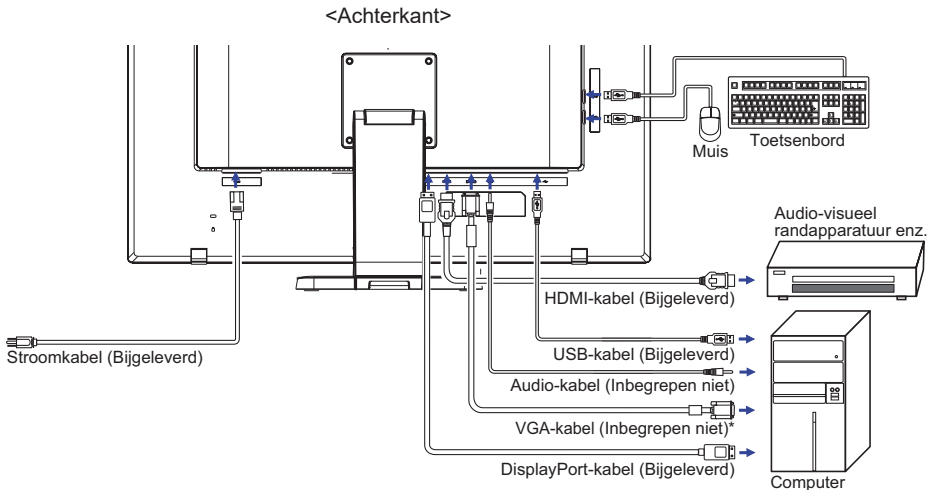 <Achterkant>
Muis
Toetsenbord
Audio-visueel
randapparatuur enz.
HDMI-kabel (Bijgeleverd)
Stroomkabel (Bijgeleverd)
USB-kabel (Bijgeleverd)
Audio-kabel (Inbegrepen niet)
VGA-kabel (Inbegrepen niet)*
DisplayPort-kabel (Bijgeleverd)
Computer